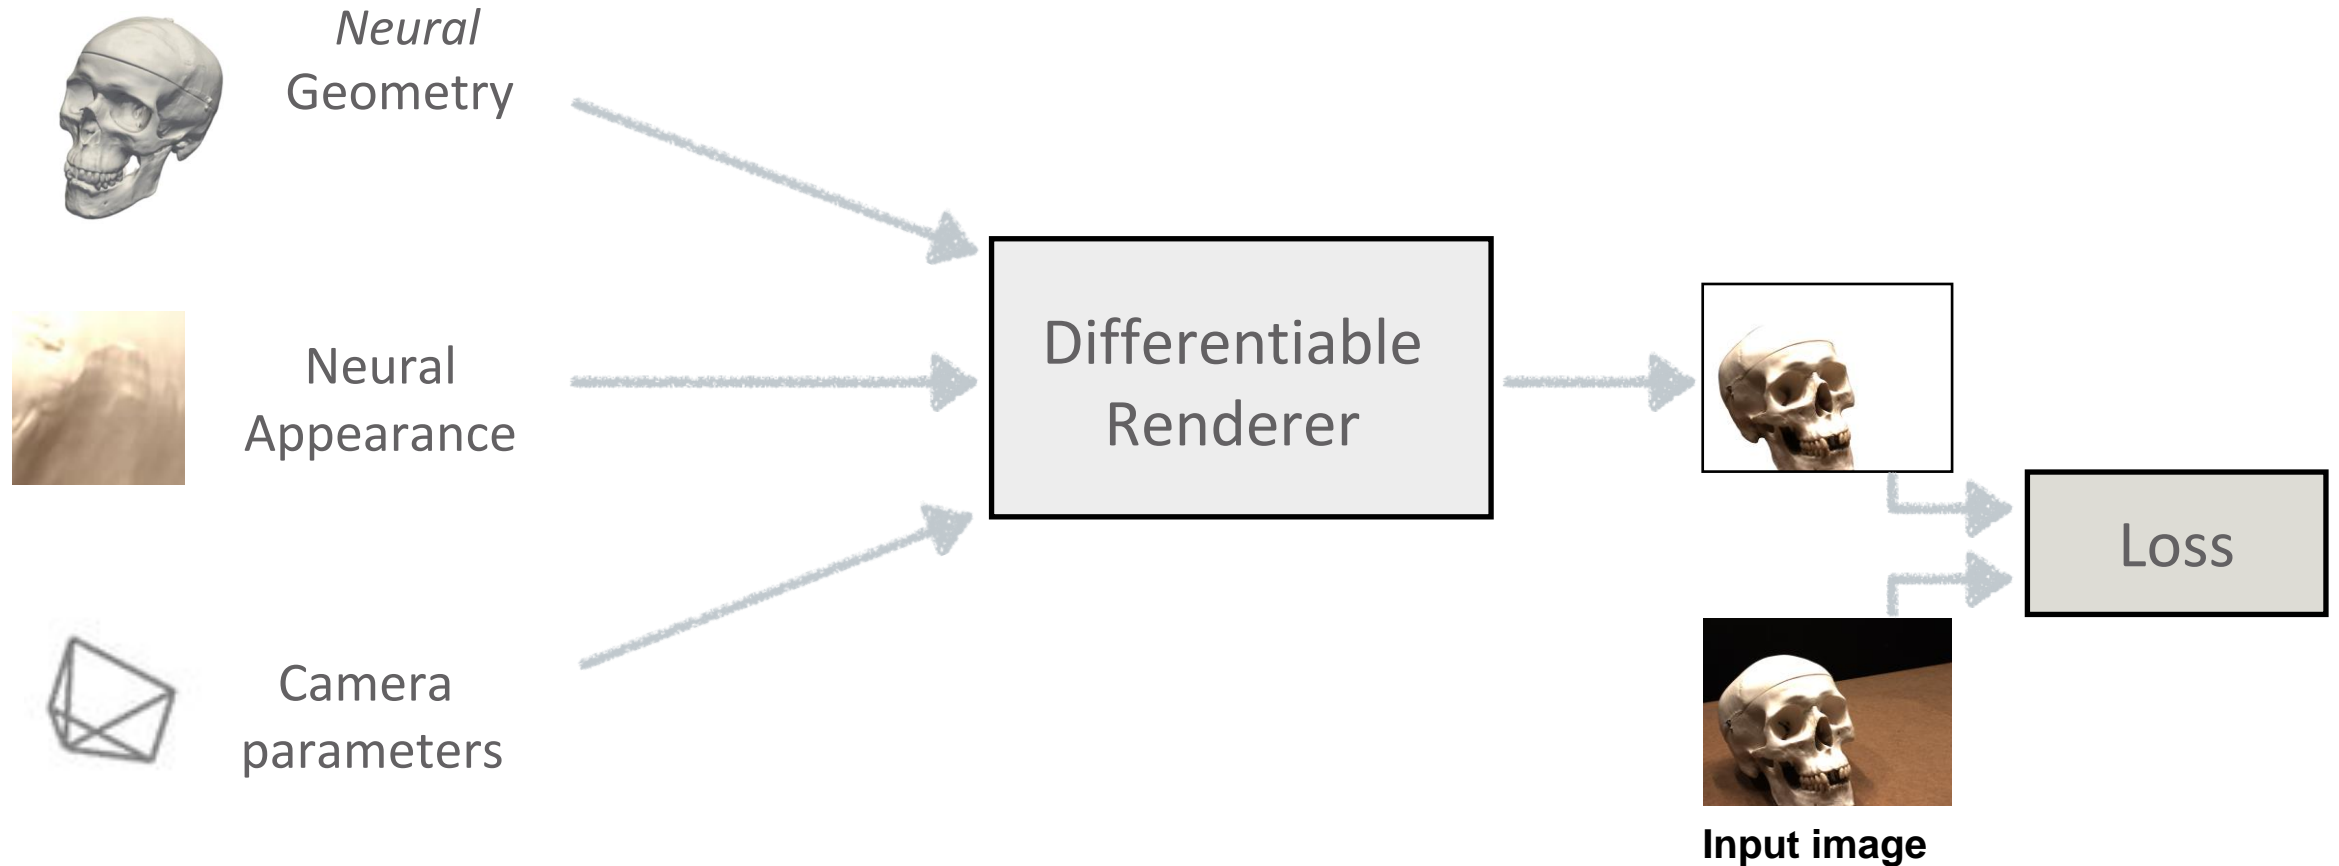 Neural
Geometry
Neural
Appearance
Camera
parameters
Differentiable
Renderer
Loss
Input image